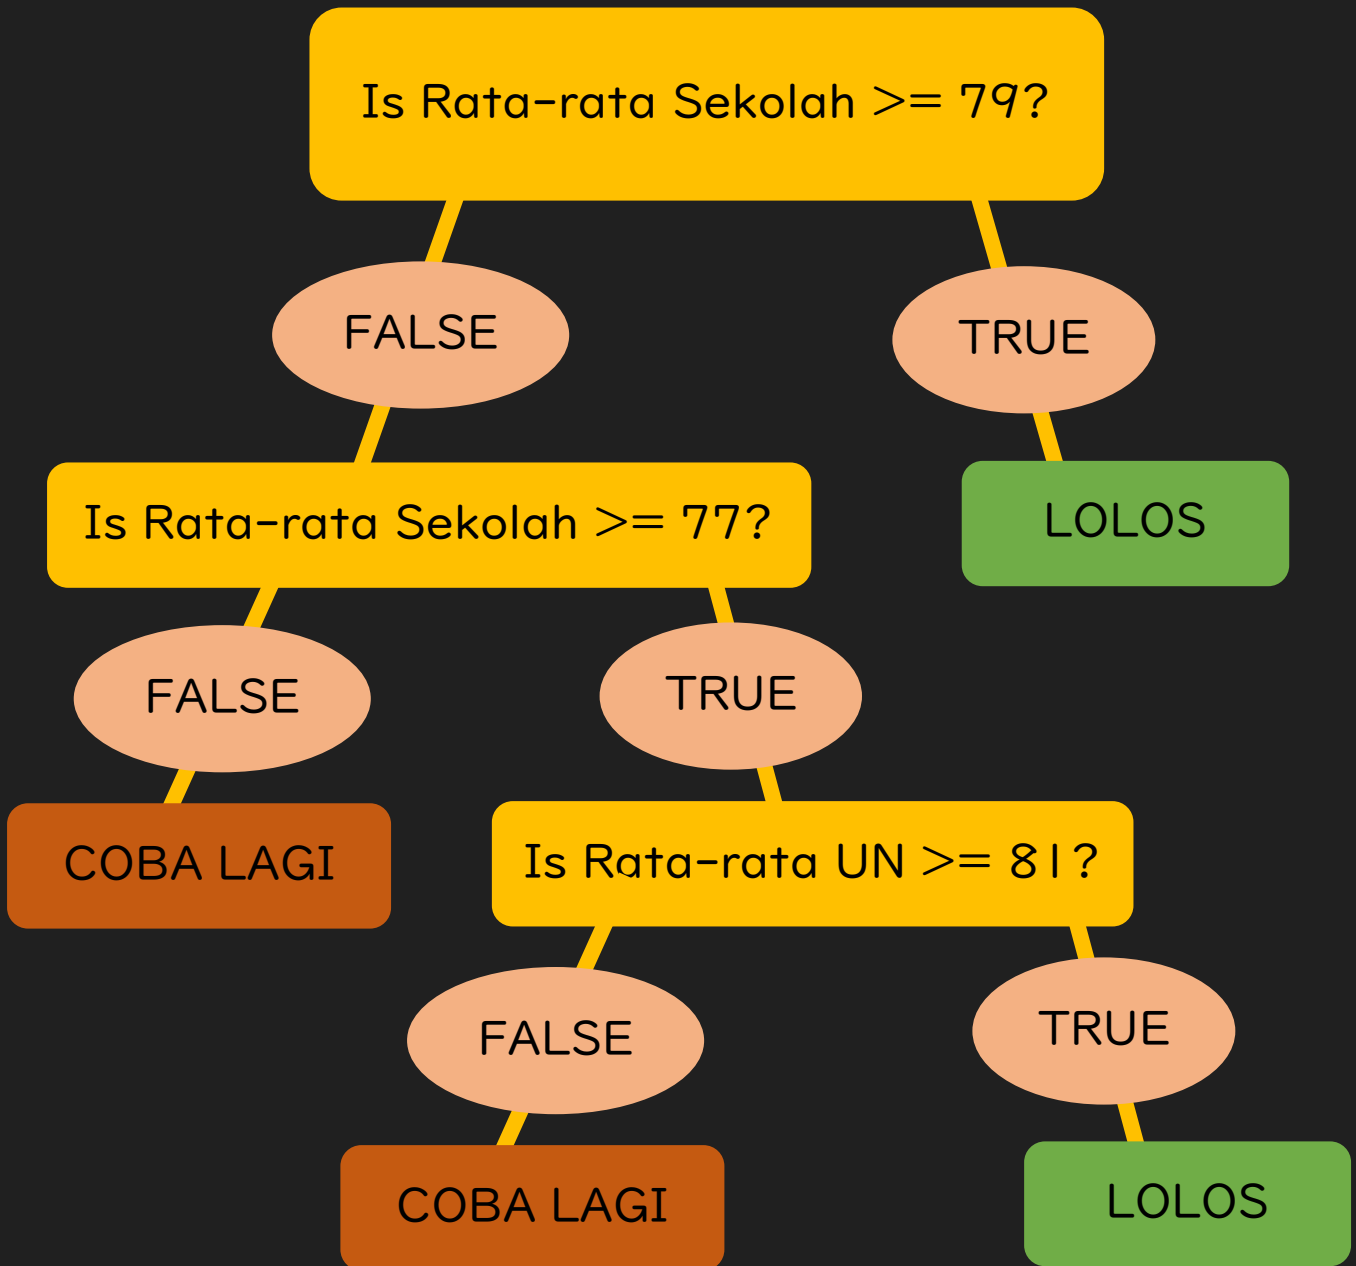 Is Rata-rata Sekolah >= 79?
FALSE
TRUE
Is Rata-rata Sekolah >= 77?
LOLOS
FALSE
TRUE
COBA LAGI
Is Rata-rata UN >= 81?
FALSE
TRUE
COBA LAGI
LOLOS